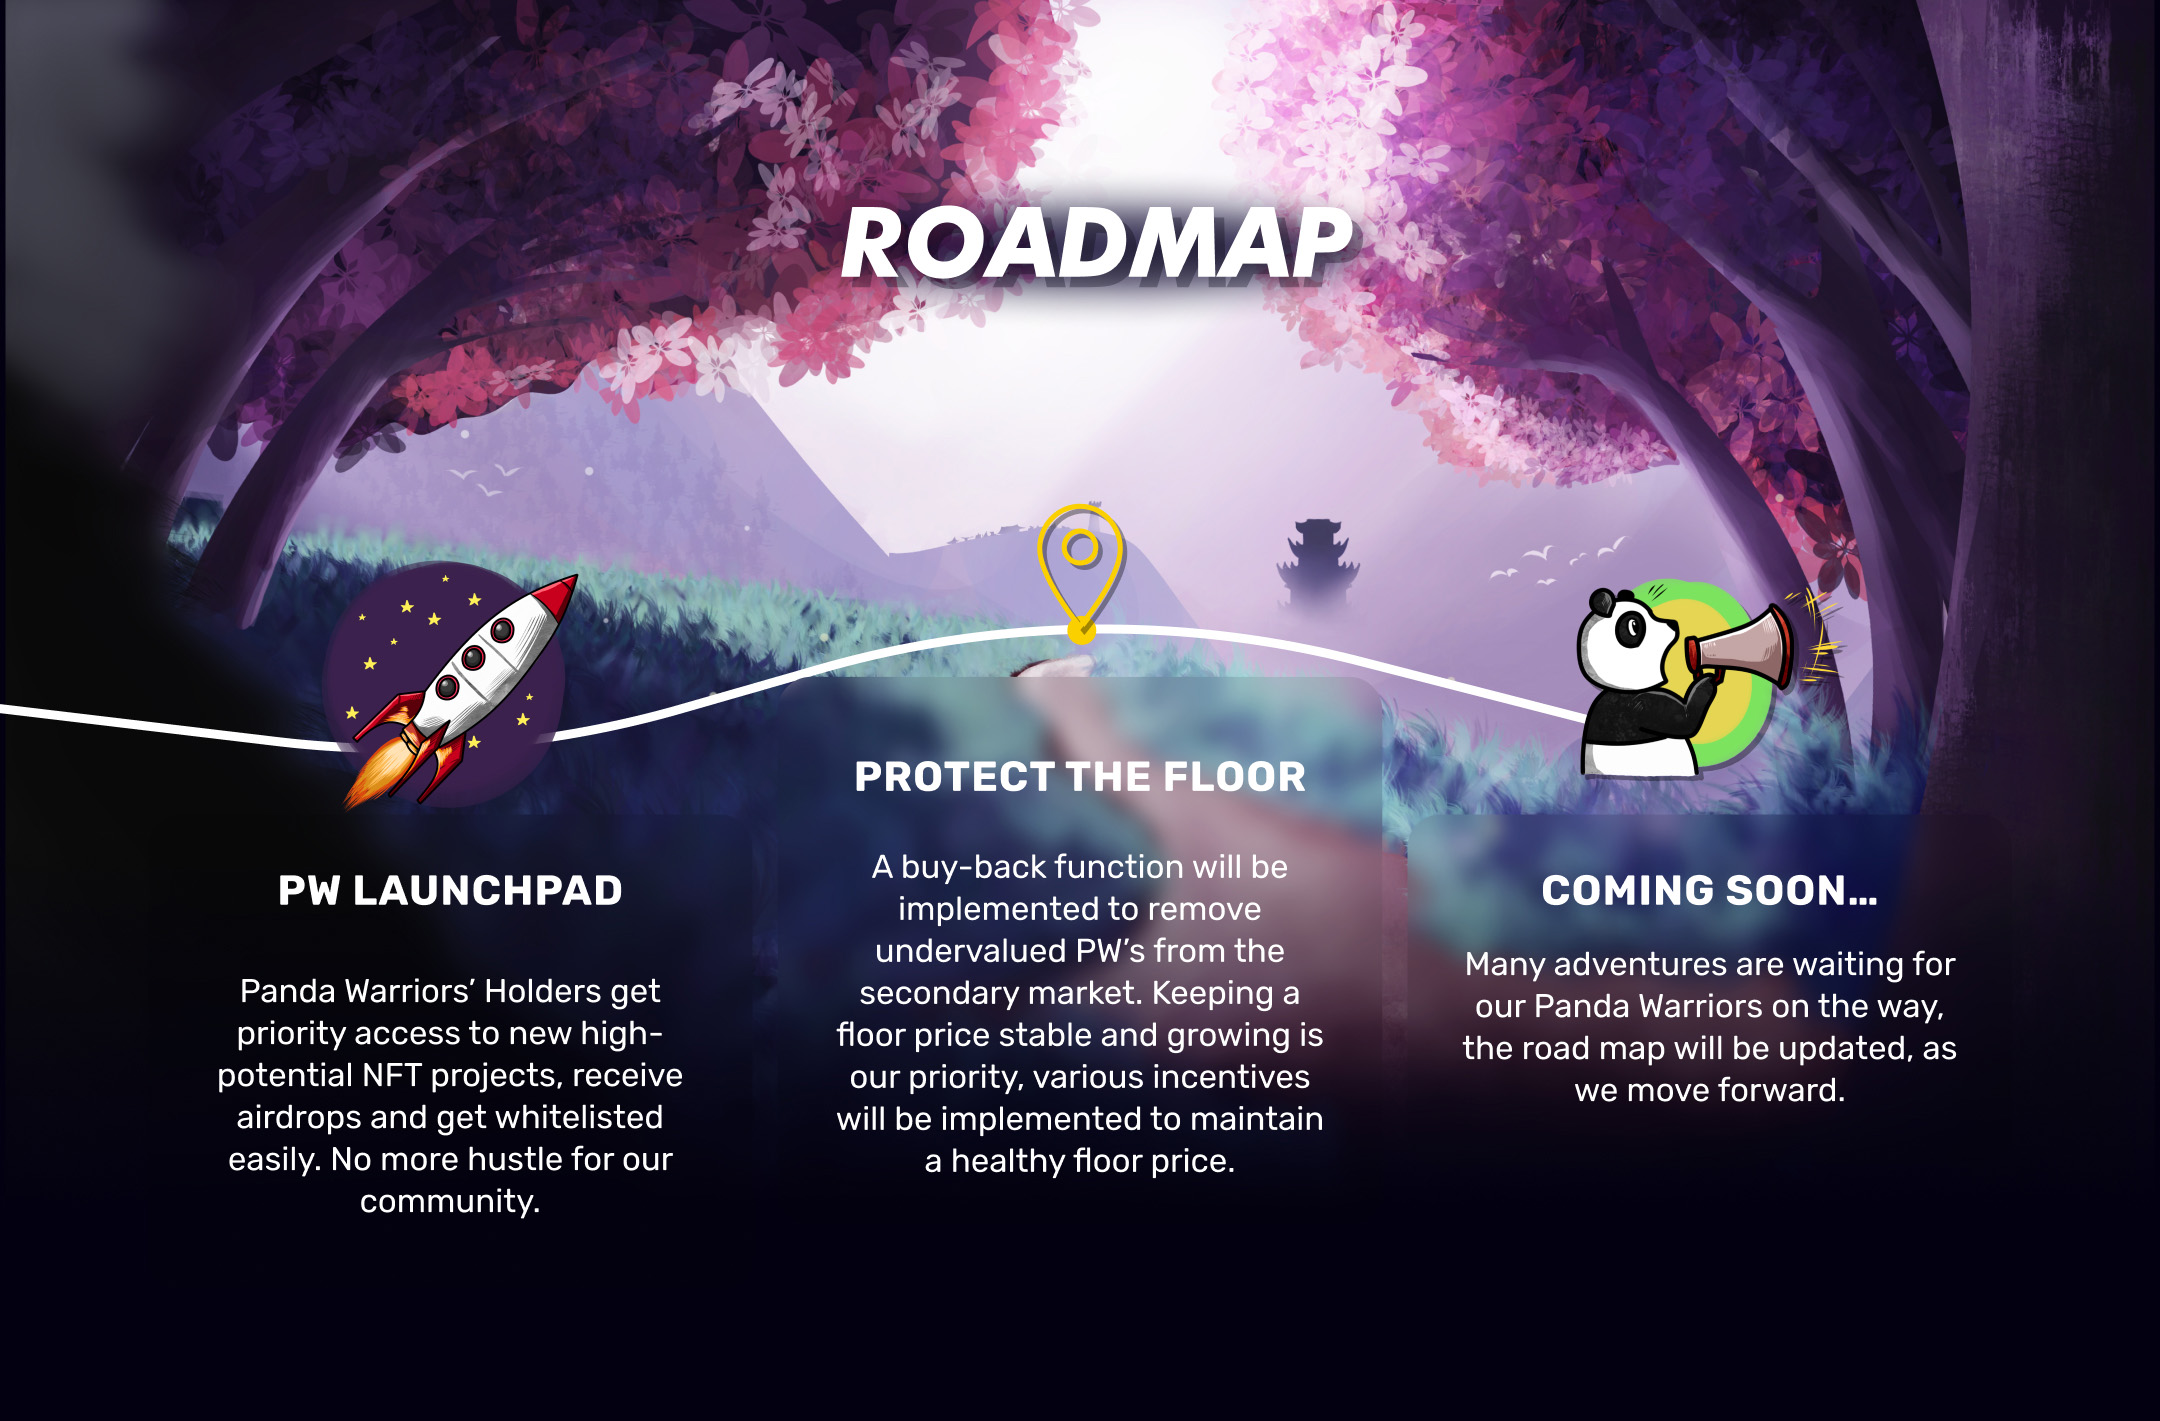 ROADMAP
PW LAUNCHPAD
Panda Warriors’ Holders get
priority access to new high-
potential NFT projects, receive
airdrops and get whitelisted
easily. No more hustle for our
community.
PROTECT THE FLOOR
A buy-back function will be
implemented to remove
undervalued PW’s from the
secondary market. Keeping a
floor price stable and growing is
our priority, various incentives
will be implemented to maintain
a healthy floor price.
COMING SOON...
Many adventures are waiting for
our Panda Warriors on the way,
the road map will be updated, as
we move forward.